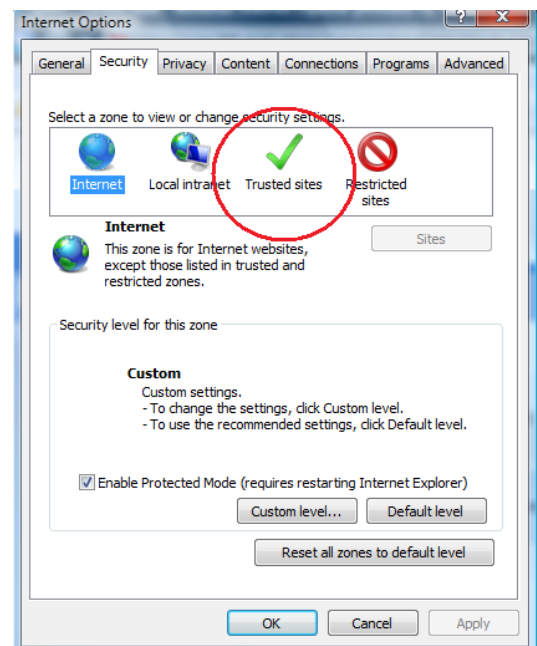 Internet Options
General Security Privacy Content Connections Programs Advanced
Select a zone to view or change security settings.
Internet Local intranet Trusted sites Restricted
sites
Internet
Sites
This zone is for Internet websites,
except those listed in trusted and
restricted zones.
Security level for this zone
Custom
Custom settings.
- To change the settings, click Custom level.
- To use the recommended settings, click Default level.
Enable Protected Mode (requires restarting Internet Explorer)
Custom level... Default level
Reset all zones to default level
OK Cancel Apply